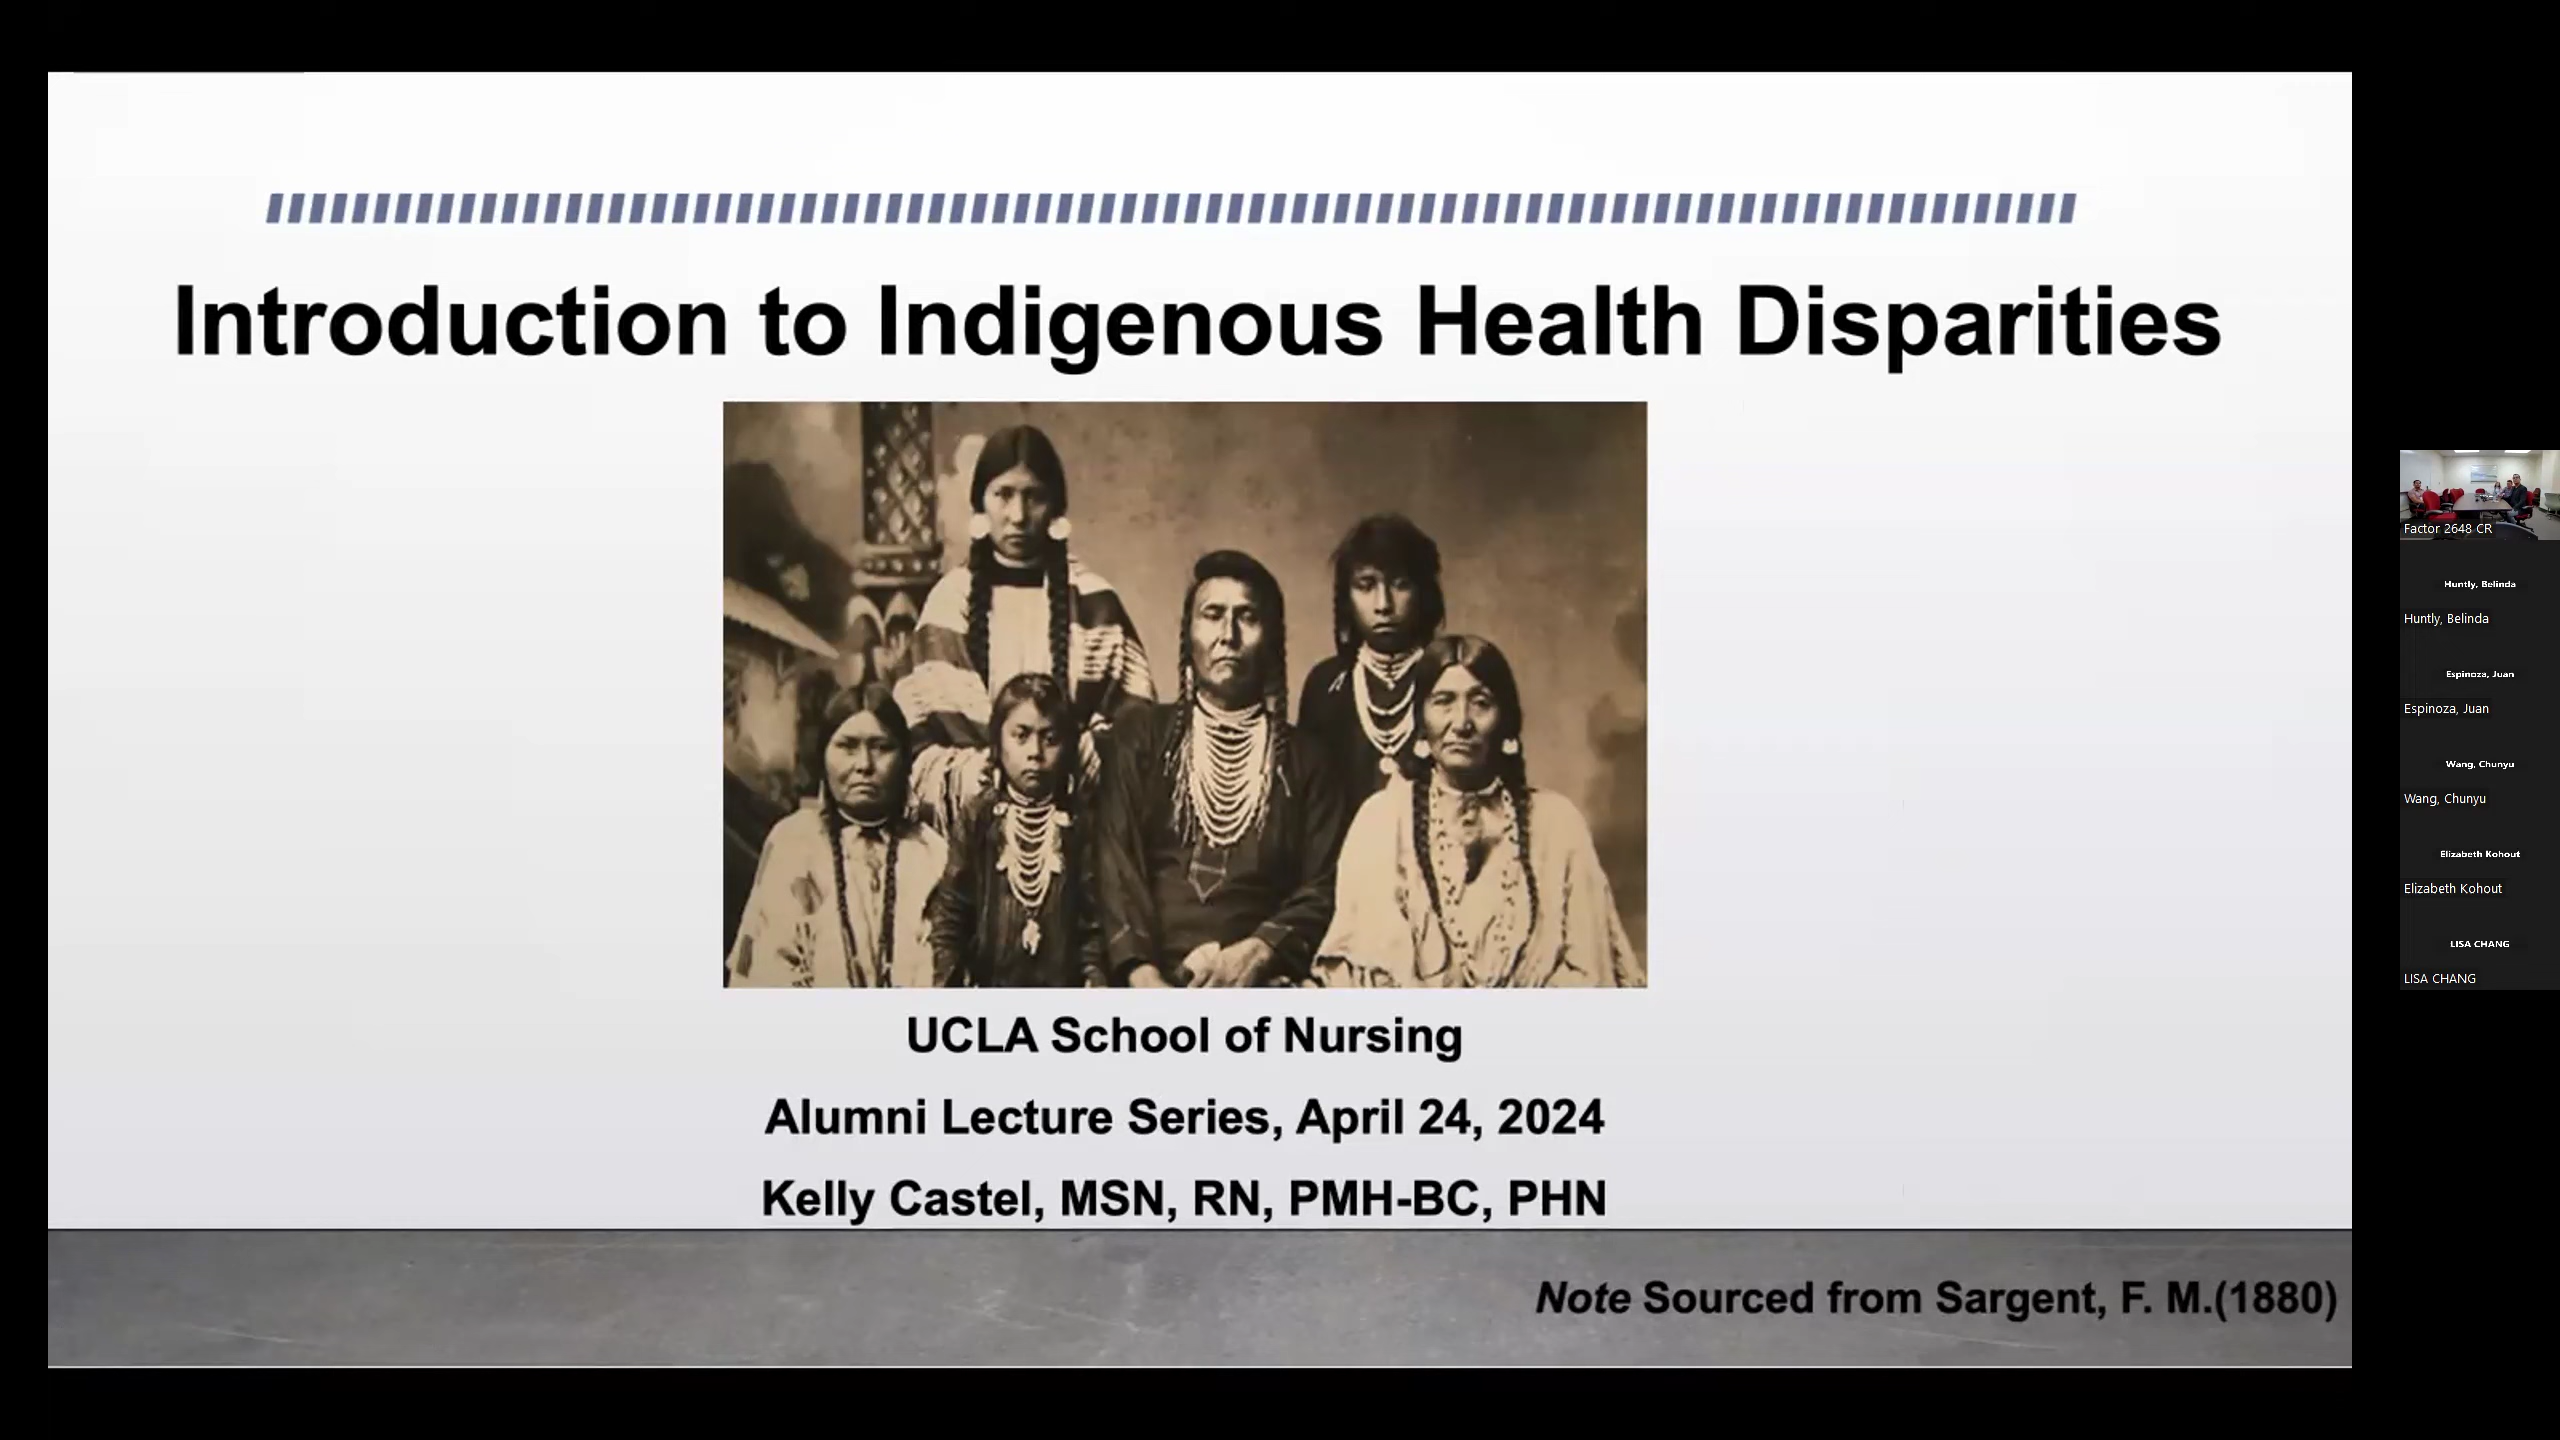 Introduction to Indigenous Health Disparities
UCLA School of Nursing
Alumni Lecture Series, April 24, 2024
Kelly Castel, MSN, RN, PMH-BC, PHN
Note Sourced from Sargent, F. M.(1880)
Factor 2648 CR
Huntly, Belinda
Huntly, Belinda
Espinoza, Juan
Espinoza, Juan
Wang, Chunyu
Wang, Chunyu
Elizabeth Kohout
Elizabeth Kohout
LISA CHANG
LISA CHANG